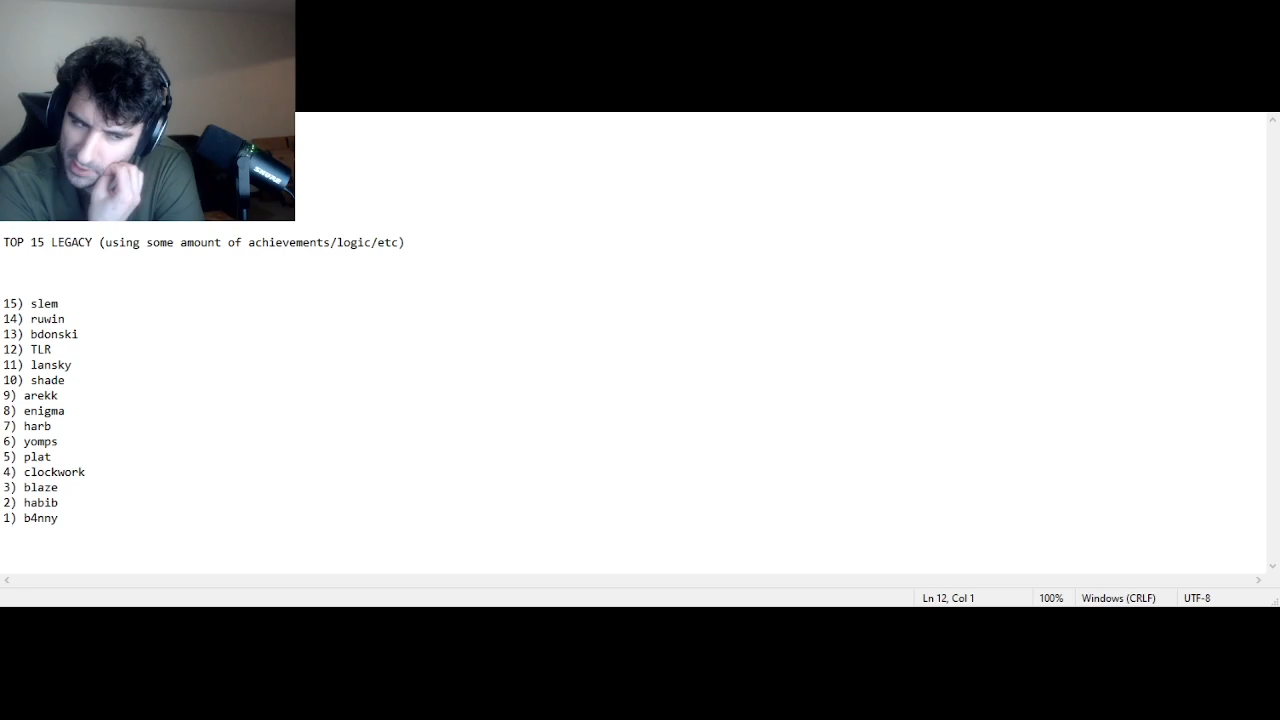 SHURE
TOP 15 LEGACY (using some amount of achievements/logic/etc)
15) slem
14) ruwin
13) bdonski
12) TLR
11) lansky
10) shade
9) arekk
8) enigma
7) harb
6) yomps
5) plat
4) clockwork
3) blaze
2) habib
1) b4nny
Ln 12, Col 1 100% Windows (CRLF) UTF-8